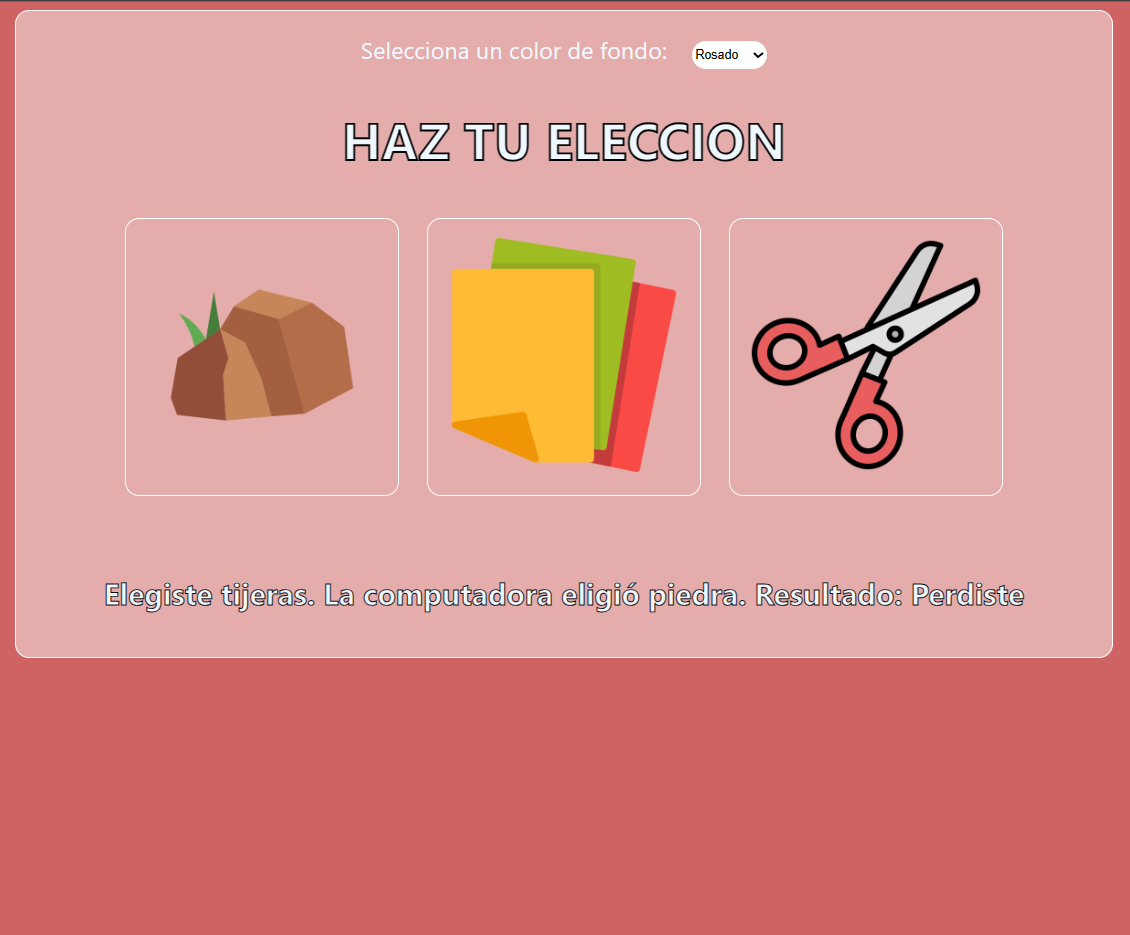 Selecciona un color de fondo: Rosado
HAZ TU ELECCION
Elegiste tijeras. La computadora eligió piedra. Resultado: Perdiste